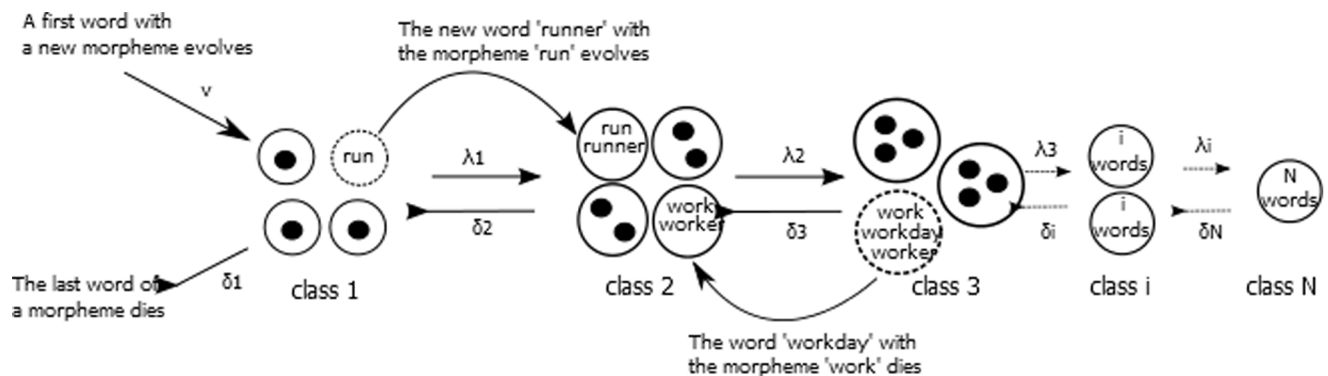 A first word with
a new morpheme evolves
The new word 'runner' with
the morpheme 'run' evolves
ν
run
λ1
δ2
run
runner
work
worker
λ2
δ3
work
workday
worker
λ3
δi
i
words
i
words
λi
δN
N
words
The last word of
a morpheme dies
δ1
class 1
class 2
class 3
class i
class N
The word 'workday' with
the morpheme 'work' dies